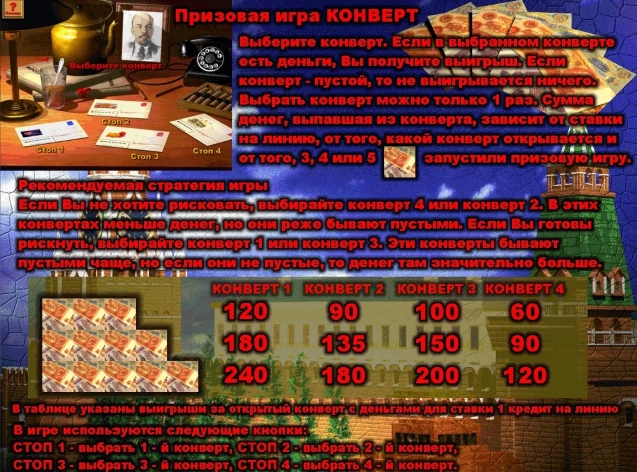 ?
Призовая игра КОНВЕРТ
Выберите конверт
Выберите конверт. Если в выбранном конверте
есть деньги, Вы получите выигрыш. Если
конверт - пустой, то не выигрывается ничего.
Выбрать конверт можно только 1 раз. Сумма
денег, выпавшая из конверта, зависит от ставки
на линию, от того, какой конверт открывается и
от того, 3, 4 или 5 запустили призовую игру.
Стоп 1
Стоп 2
Стоп 3
Стоп 4
Рекомендуемая стратегия игры
Если Вы не хотите рисковать, выбирайте конверт 4 или конверт 2. В этих
конвертах меньше денег, но они реже бывают пустыми. Если Вы готовы
рискнуть, выбирайте конверт 1 или конверт 3. Эти конверты бывают
пустыми чаще, но если они не пустые, то денег там значительно больше.
КОНВЕРТ 1 КОНВЕРТ 2 КОНВЕРТ 3 КОНВЕРТ 4
120 90 100 60
180 135 150 90
240 180 200 120
В таблице указаны выигрыши за открытый конверт с деньгами для ставки 1 кредит на линию
В игре используются следующие кнопки:
СТОП 1 - выбрать 1 - й конверт, СТОП 2 - выбрать 2 - й конверт,
СТОП 3 - выбрать 3 - й конверт, СТОП 4 - выбрать 4 - й конверт.